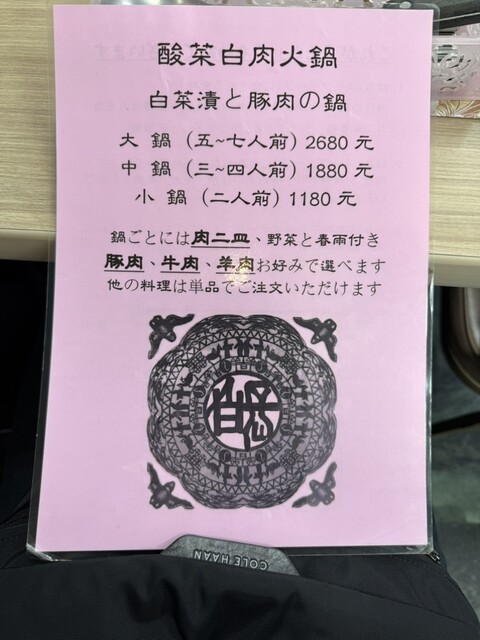 酸菜白肉火鍋
白菜漬と豚肉の鍋
大 鍋（五~七人前）2680 元
中 鍋（三~四人前）1880 元
小 鍋（二人前）1180 元
鍋ごとには肉二皿、野菜と春雨付き
豚肉、牛肉、羊肉お好みで選べます
他の料理は単品でご注文いただけます
COLE HAAN